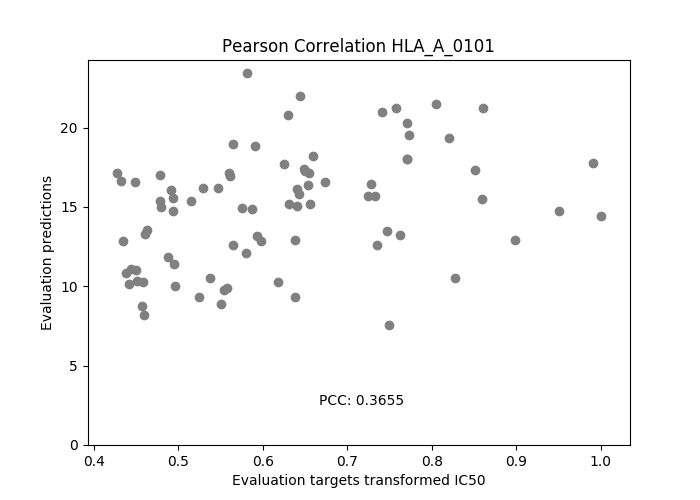 Pearson Correlation HLA_A_0101
20
15
10
5
0
Evaluation predictions
PCC: 0.3655
0.4 0.5 0.6 0.7 0.8 0.9 1.0
Evaluation targets transformed IC50